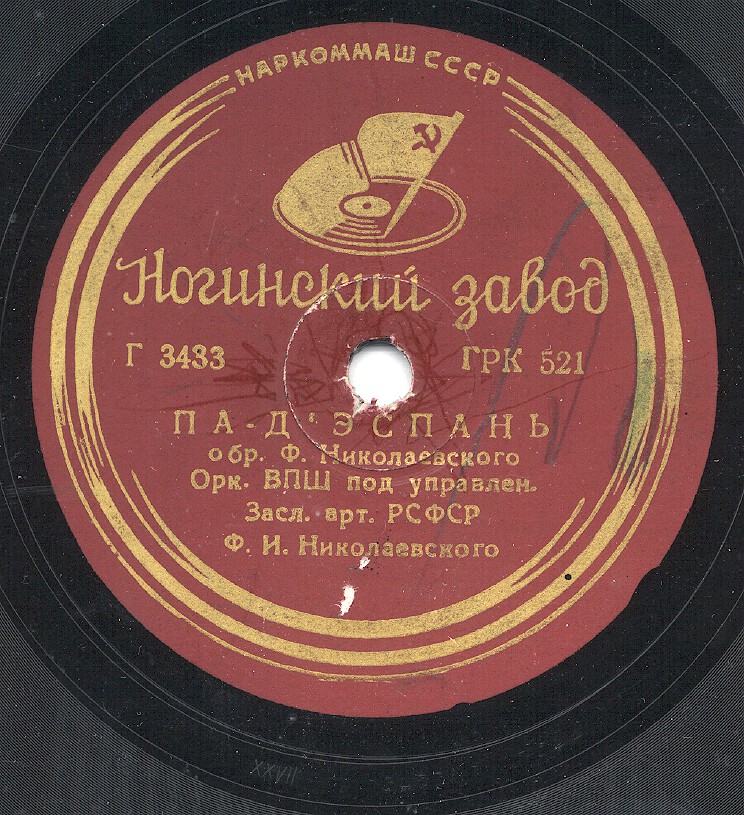 НАРКОММАШ СССР
Ногинский завод
Г 3433 ГРК 521
ПА-Д'ЭСПАНЬ
обр. Ф. Николаевского
Орк. ВПШ под управлен.
Засл. арт. РСФСР
Ф. И. Николаевского
XXVII